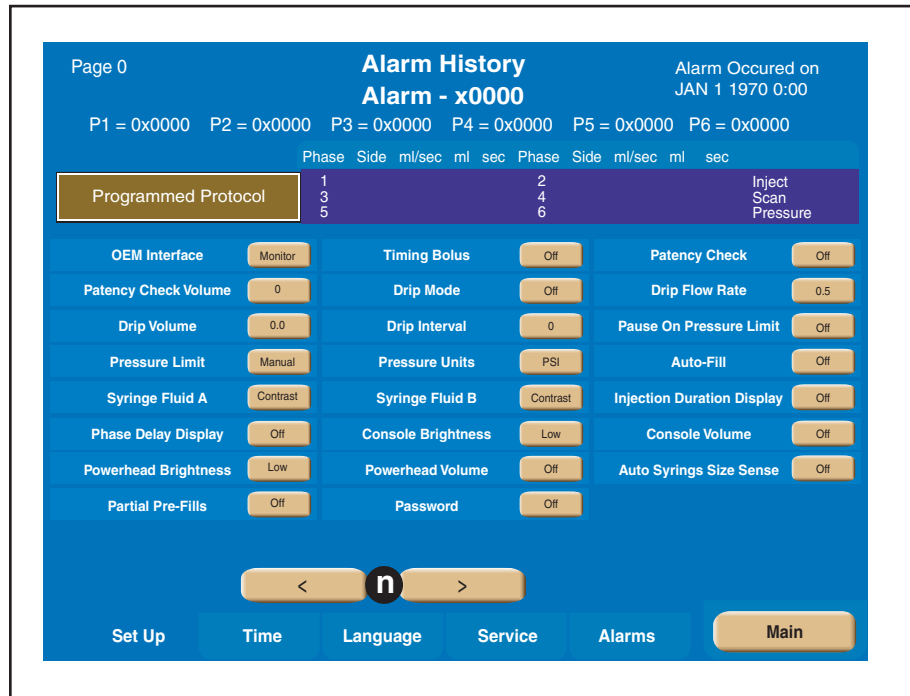 Page 0
Alarm History
Alarm - x0000
Alarm Occured on
JAN 1 1970 0:00
P1 = 0x0000 P2 = 0x0000 P3 = 0x0000 P4 = 0x0000 P5 = 0x0000 P6 = 0x0000
Phase Side ml/sec ml sec Phase Side ml/sec ml sec
Programmed Protocol
1 2 Inject
3 4 Scan
5 6 Pressure
OEM Interface Monitor Timing Bolus Off Patency Check Off
Patency Check Volume 0 Drip Mode Off Drip Flow Rate 0.5
Drip Volume 0.0 Drip Interval 0 Pause On Pressure Limit Off
Pressure Limit Manual Pressure Units PSI Auto-Fill Off
Syringe Fluid A Contrast Syringe Fluid B Contrast Injection Duration Display Off
Phase Delay Display Off Console Brightness Low Console Volume Off
Powerhead Brightness Low Powerhead Volume Off Auto Syrings Size Sense Off
Partial Pre-Fills Off Password Off
< n >
Set Up Time Language Service Alarms Main